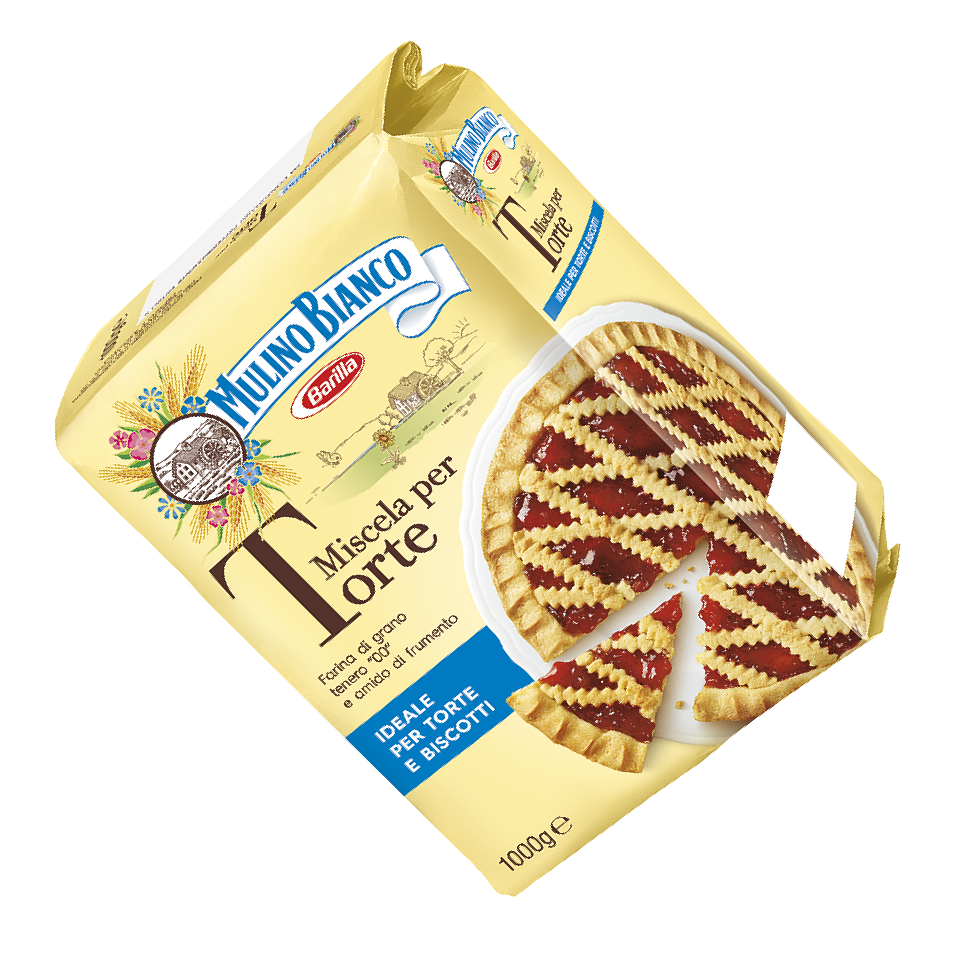 MULINO BIANCO
Barilla
Miscela per
Torte
Farina di grano
tenero "00"
e amido di frumento
IDEALE
PER TORTE
E BISCOTTI
1000g e
MULINO BIANCO
Barilla
Miscela per
Torte
IDEALE PER TORTE E BISCOTTI